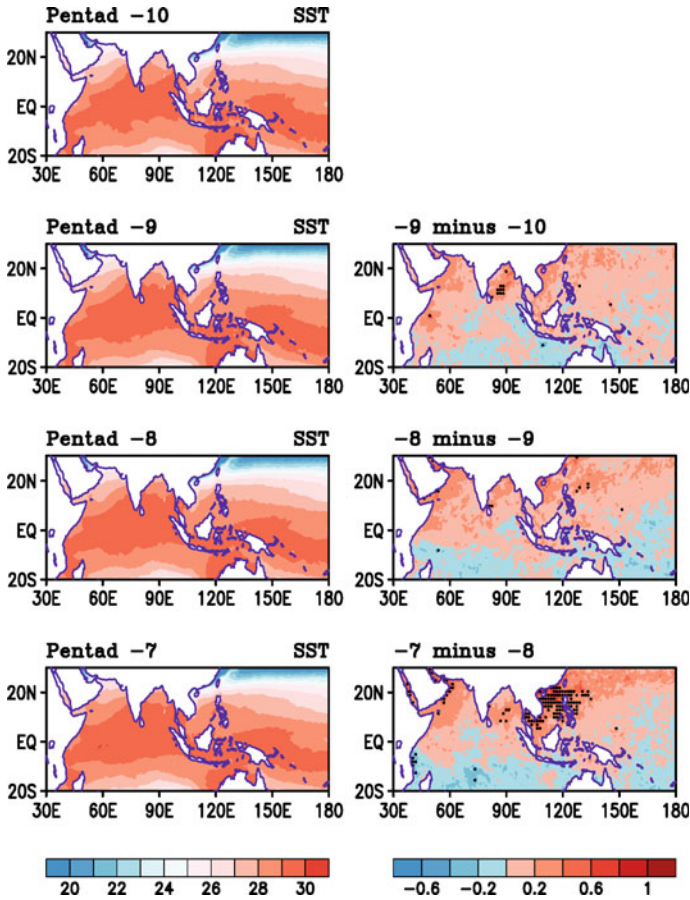 Pentad -10 SST
20N
EQ
20S
30E 60E 90E 120E 150E 180
Pentad -9 SST
20N
EQ
20S
30E 60E 90E 120E 150E 180
-9 minus -10
20N
EQ
20S
30E 60E 90E 120E 150E 180
Pentad -8 SST
20N
EQ
20S
30E 60E 90E 120E 150E 180
-8 minus -9
20N
EQ
20S
30E 60E 90E 120E 150E 180
Pentad -7 SST
20N
EQ
20S
30E 60E 90E 120E 150E 180
-7 minus -8
20N
EQ
20S
30E 60E 90E 120E 150E 180
20 22 24 26 28 30
-0.6 -0.2 0.2 0.6 1